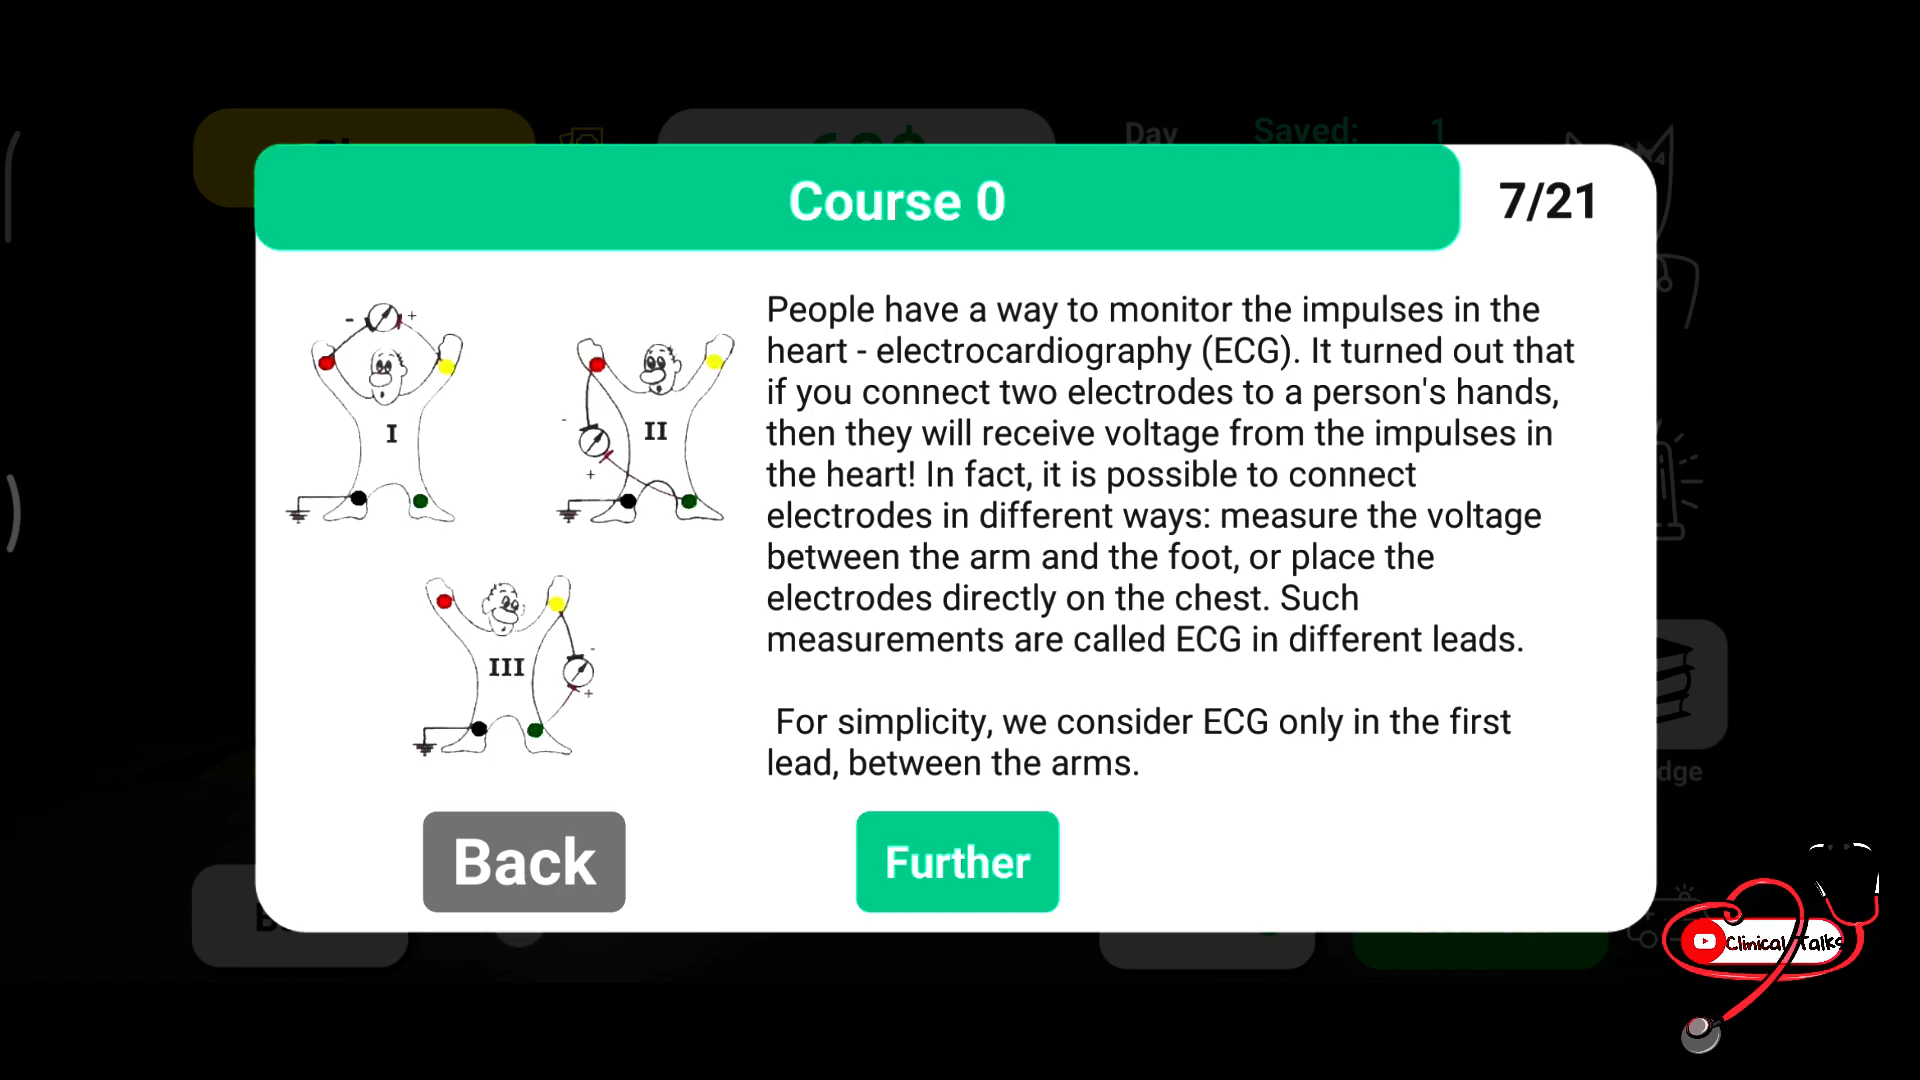 Day
Saved:
1
Course 0
7/21
- +
I
-
+
II
-
+
III
People have a way to monitor the impulses in the
heart - electrocardiography (ECG). It turned out that
if you connect two electrodes to a person's hands,
then they will receive voltage from the impulses in
the heart! In fact, it is possible to connect
electrodes in different ways: measure the voltage
between the arm and the foot, or place the
electrodes directly on the chest. Such
measurements are called ECG in different leads.
For simplicity, we consider ECG only in the first
lead, between the arms.
dge
Back
Further
Clinical Talks